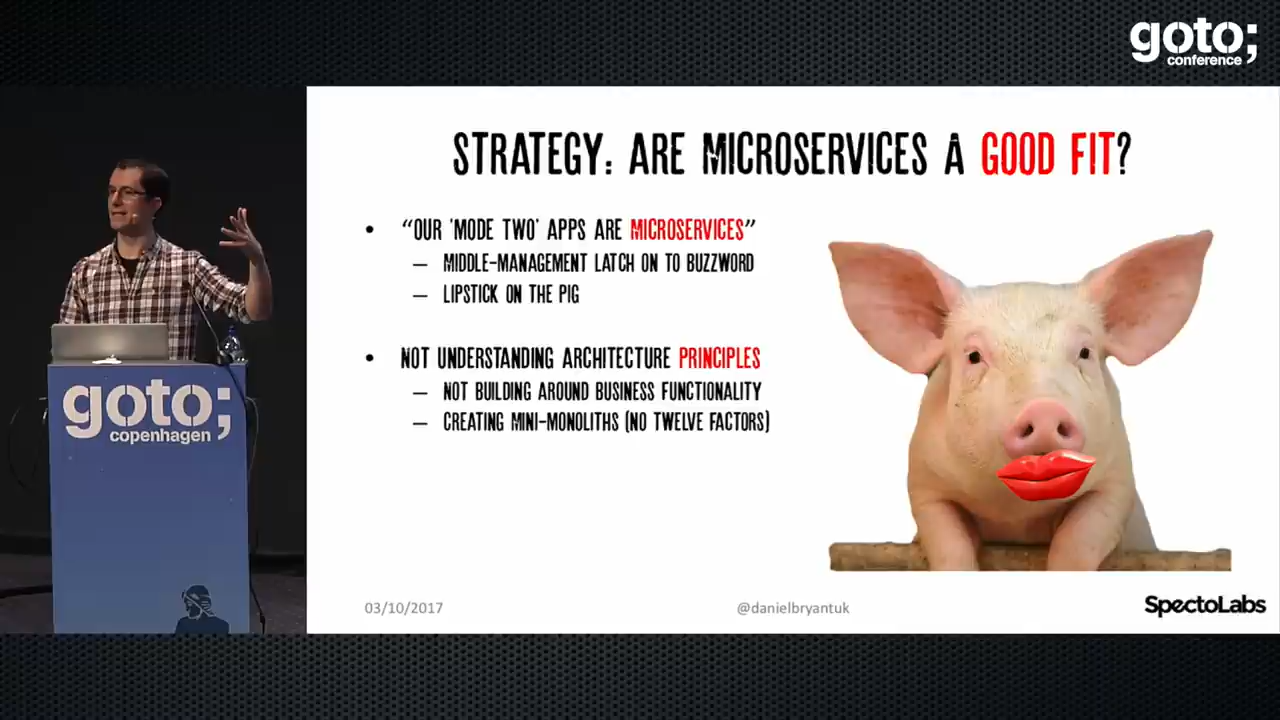 goto;
conference
STRATEGY: ARE MICROSERVICES A GOOD FIT?
• “OUR 'MODE TWO' APPS ARE MICROSERVICES”
– MIDDLE-MANAGEMENT LATCH ON TO BUZZWORD
– LIPSTICK ON THE PIG
• NOT UNDERSTANDING ARCHITECTURE PRINCIPLES
– NOT BUILDING AROUND BUSINESS FUNCTIONALITY
– CREATING MINI-MONOLITHS (NO TWELVE FACTORS)
goto;
copenhagen
03/10/2017
@danielbryantuk
SpectoLabs